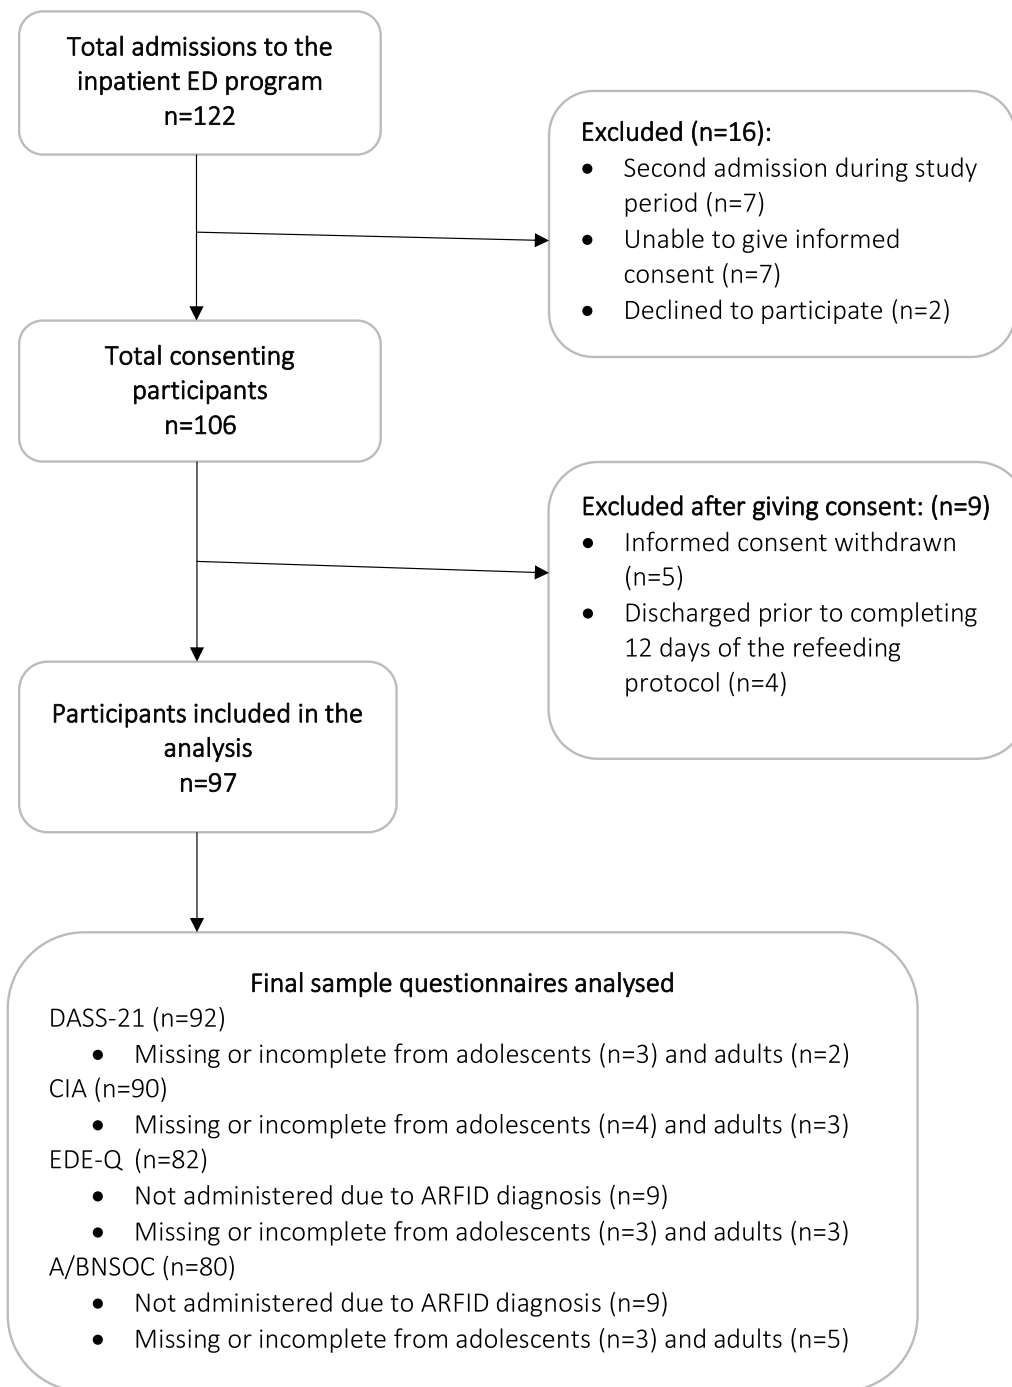 Total admissions to the
inpatient ED program
n=122
Excluded (n=16):
• Second admission during study
period (n=7)
• Unable to give informed
consent (n=7)
• Declined to participate (n=2)
Total consenting
participants
n=106
Excluded after giving consent: (n=9)
• Informed consent withdrawn
(n=5)
• Discharged prior to completing
12 days of the refeeding
protocol (n=4)
Participants included in the
analysis
n=97
Final sample questionnaires analysed
DASS-21 (n=92)
• Missing or incomplete from adolescents (n=3) and adults (n=2)
CIA (n=90)
• Missing or incomplete from adolescents (n=4) and adults (n=3)
EDE-Q (n=82)
• Not administered due to ARFID diagnosis (n=9)
• Missing or incomplete from adolescents (n=3) and adults (n=3)
A/BNSOC (n=80)
• Not administered due to ARFID diagnosis (n=9)
• Missing or incomplete from adolescents (n=3) and adults (n=5)